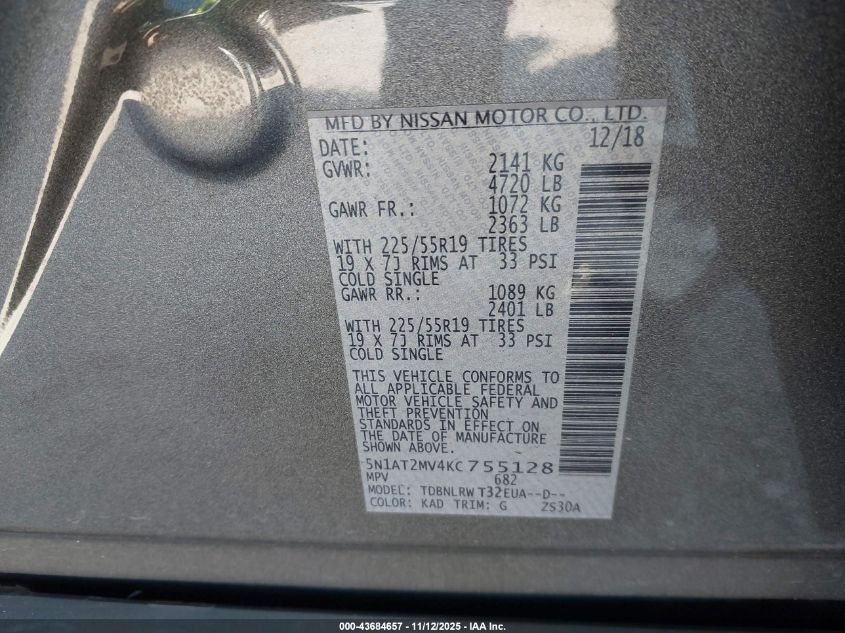 MFD BY NISSAN MOTOR CO., LTD.
DATE: 12/18
GVWR: 2141 KG
4720 LB
GAWR FR.: 1072 KG
2363 LB
WITH 225/55R19 TIRES
19 X 7J RIMS AT 33 PSI
COLD SINGLE
GAWR RR.: 1089 KG
2401 LB
WITH 225/55R19 TIRES
19 X 7J RIMS AT 33 PSI
COLD SINGLE
THIS VEHICLE CONFORMS TO
ALL APPLICABLE FEDERAL
MOTOR VEHICLE SAFETY AND
THEFT PREVENTION
STANDARDS IN EFFECT ON
THE DATE OF MANUFACTURE
SHOWN ABOVE.
5N1AT2MV4KC755128
MPV 682
MODEL: TDBNLRW T32EUA--D--
COLOR: KAD TRIM: G ZS30A
000-43684657 - 11/12/2025 - IAA Inc.